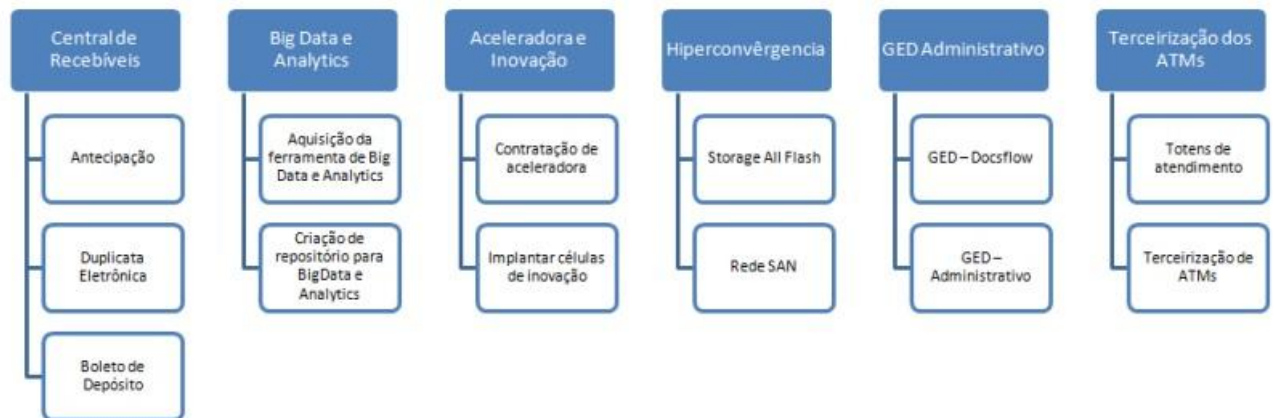 Central de
Recebíveis
Antecipação
Duplicata
Eletrônica
Boleto de
Depósito
Big Data e
Analytics
Aquisição da
ferramenta de Big
Data e Analytics
Criação de
repositório para
BigData e
Analytics
Aceleradora e
Inovação
Contratação de
aceleradora
Implantar células
de inovação
Hiperconvêrgencia
Storage All Flash
Rede SAN
GED Administrativo
GED – Docsflow
GED –
Administrativo
Terceirização dos
ATMs
Totens de
atendimento
Terceirização de
ATMs